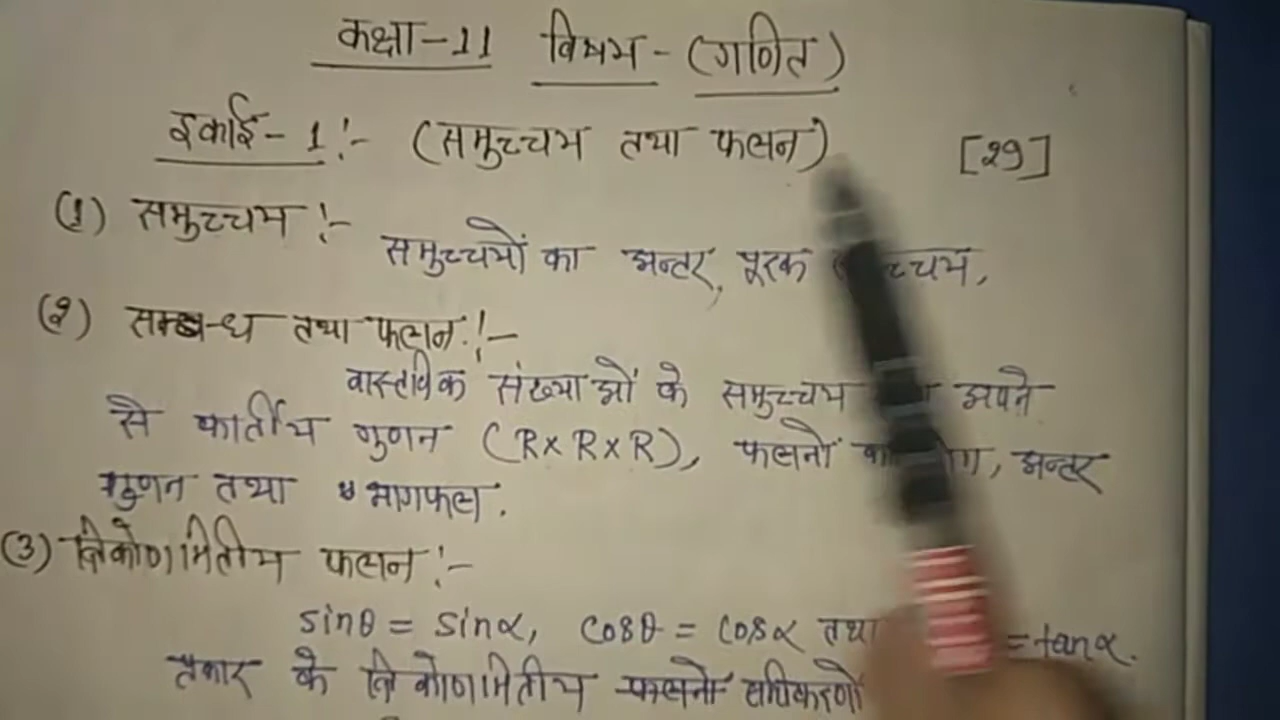 कक्षा-11 विषय-(गणित)
इकाई-1:- (समुच्चय तथा फलन) [29]
(1) समुच्चय :-
समुच्चयों का अन्तर, पूरक
(2) सम्बन्ध तथा फलन:-
वास्तविक संख्याओं के समुच्चय अपने
से कार्तीय गुणन (R×R×R), फलनों अन्तर
गुणन तथा भागफल.
(3) त्रिकोणमितीय फलन:-
sinθ = sinα, cosθ = cosα तथा = tanα.
के त्रिकोणमितीय